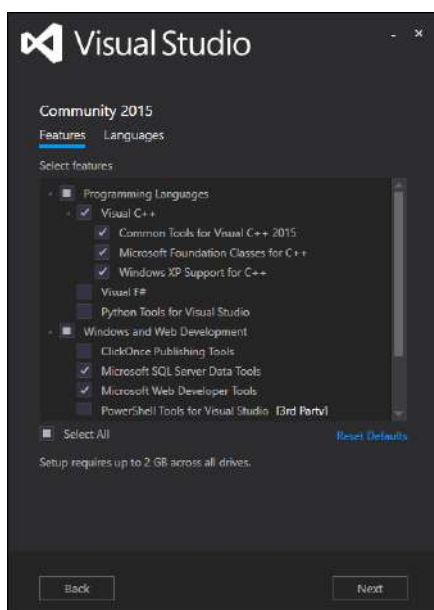 Visual Studio
Community 2015
Features Languages
Select features
Programming Languages
Visual C++
Common Tools for Visual C++ 2015
Microsoft Foundation Classes for C++
Windows XP Support for C++
Visual F#
Python Tools for Visual Studio
Windows and Web Development
ClickOnce Publishing Tools
Microsoft SQL Server Data Tools
Microsoft Web Developer Tools
PowerShell Tools for Visual Studio [3rd Party]
Select All Reset Defaults
Setup requires up to 2 GB across all drives.
Back Next